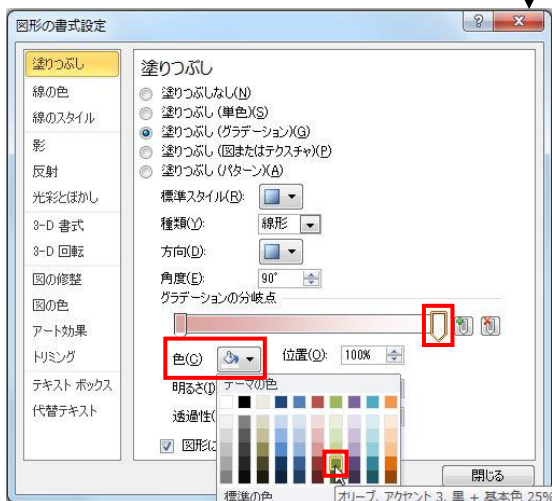 図形の書式設定
塗りつぶし
線の色
線のスタイル
影
反射
光彩とぼかし
3-D 書式
3-D 回転
図の修整
図の色
アート効果
トリミング
テキスト ボックス
代替テキスト
塗りつぶし
塗りつぶしなし(N)
塗りつぶし (単色)(S)
塗りつぶし (グラデーション)(G)
塗りつぶし (図またはテクスチャ)(P)
塗りつぶし (パターン)(A)
標準スタイル(R):
種類(Y): 線形
方向(D):
角度(E): 90°
グラデーションの分岐点
色(C) 位置(O): 100%
明るさ(I)
テーマの色
透過性(
図形に
標準の色
オリーブ, アクセント 3, 黒 + 基本色 25%
閉じる